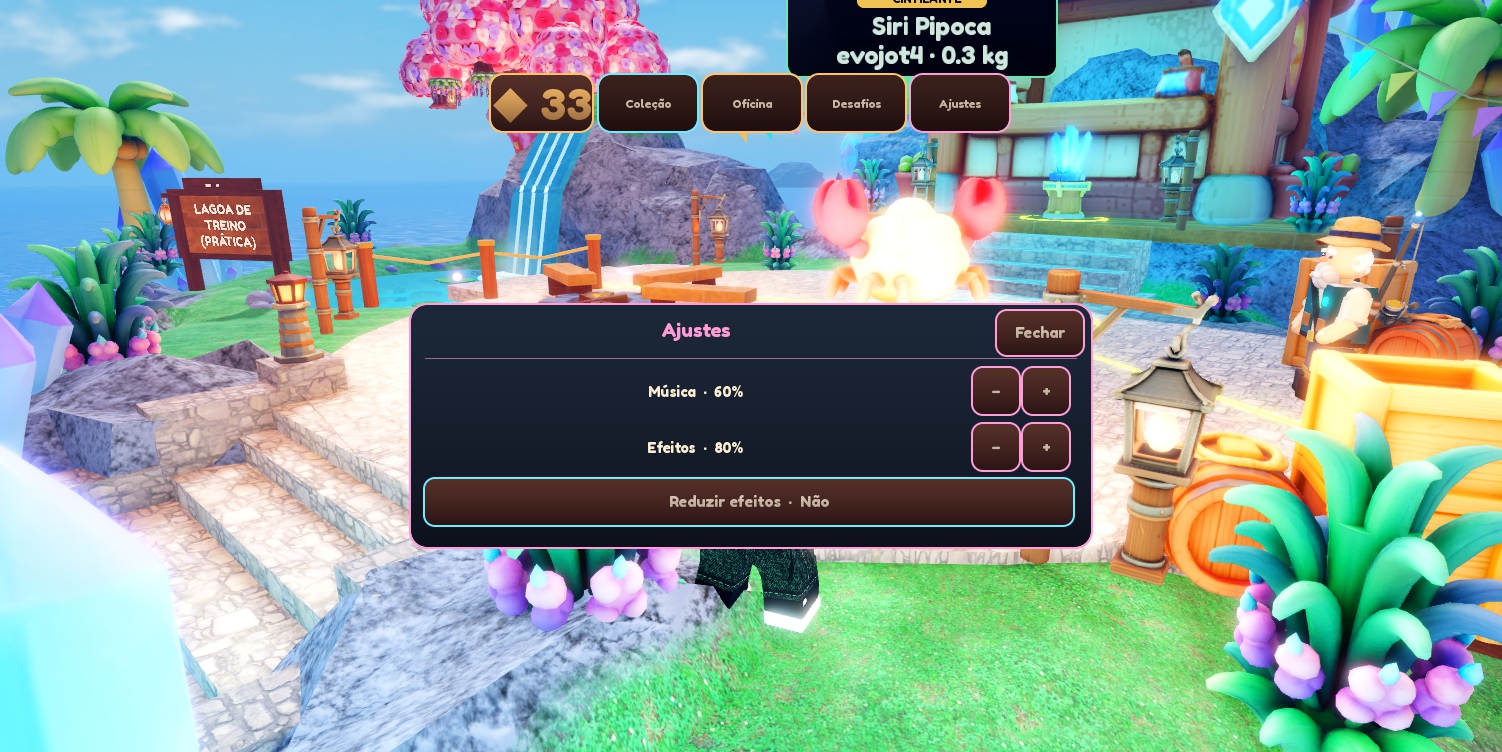 CINTILANTE
Siri Pipoca
evojot4 · 0.3 kg
33
Coleção
Oficina
Desafios
Ajustes
LAGOA DE
TREINO
(PRÁTICA)
Ajustes
Fechar
Música · 60%
–
+
Efeitos · 80%
–
+
Reduzir efeitos · Não